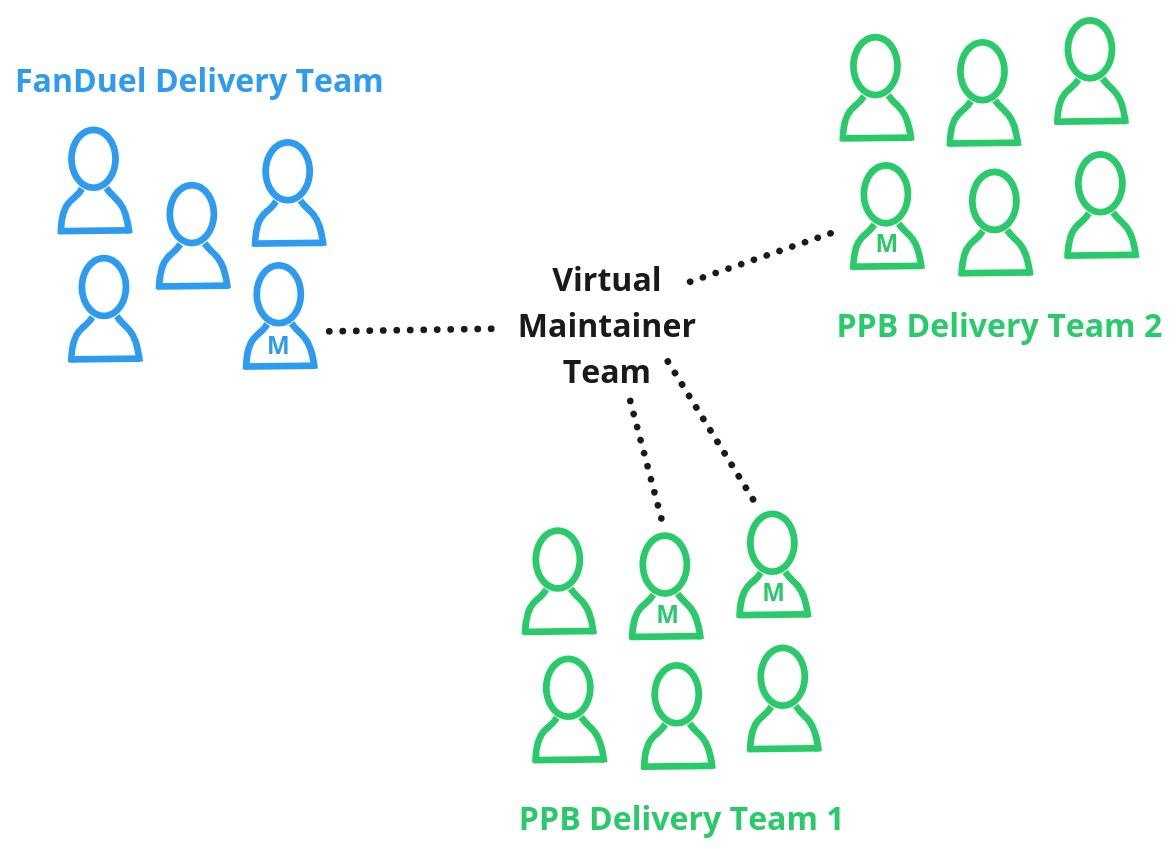 FanDuel Delivery Team
M
M
Virtual
Maintainer
Team
PPB Delivery Team 2
M
M
PPB Delivery Team 1